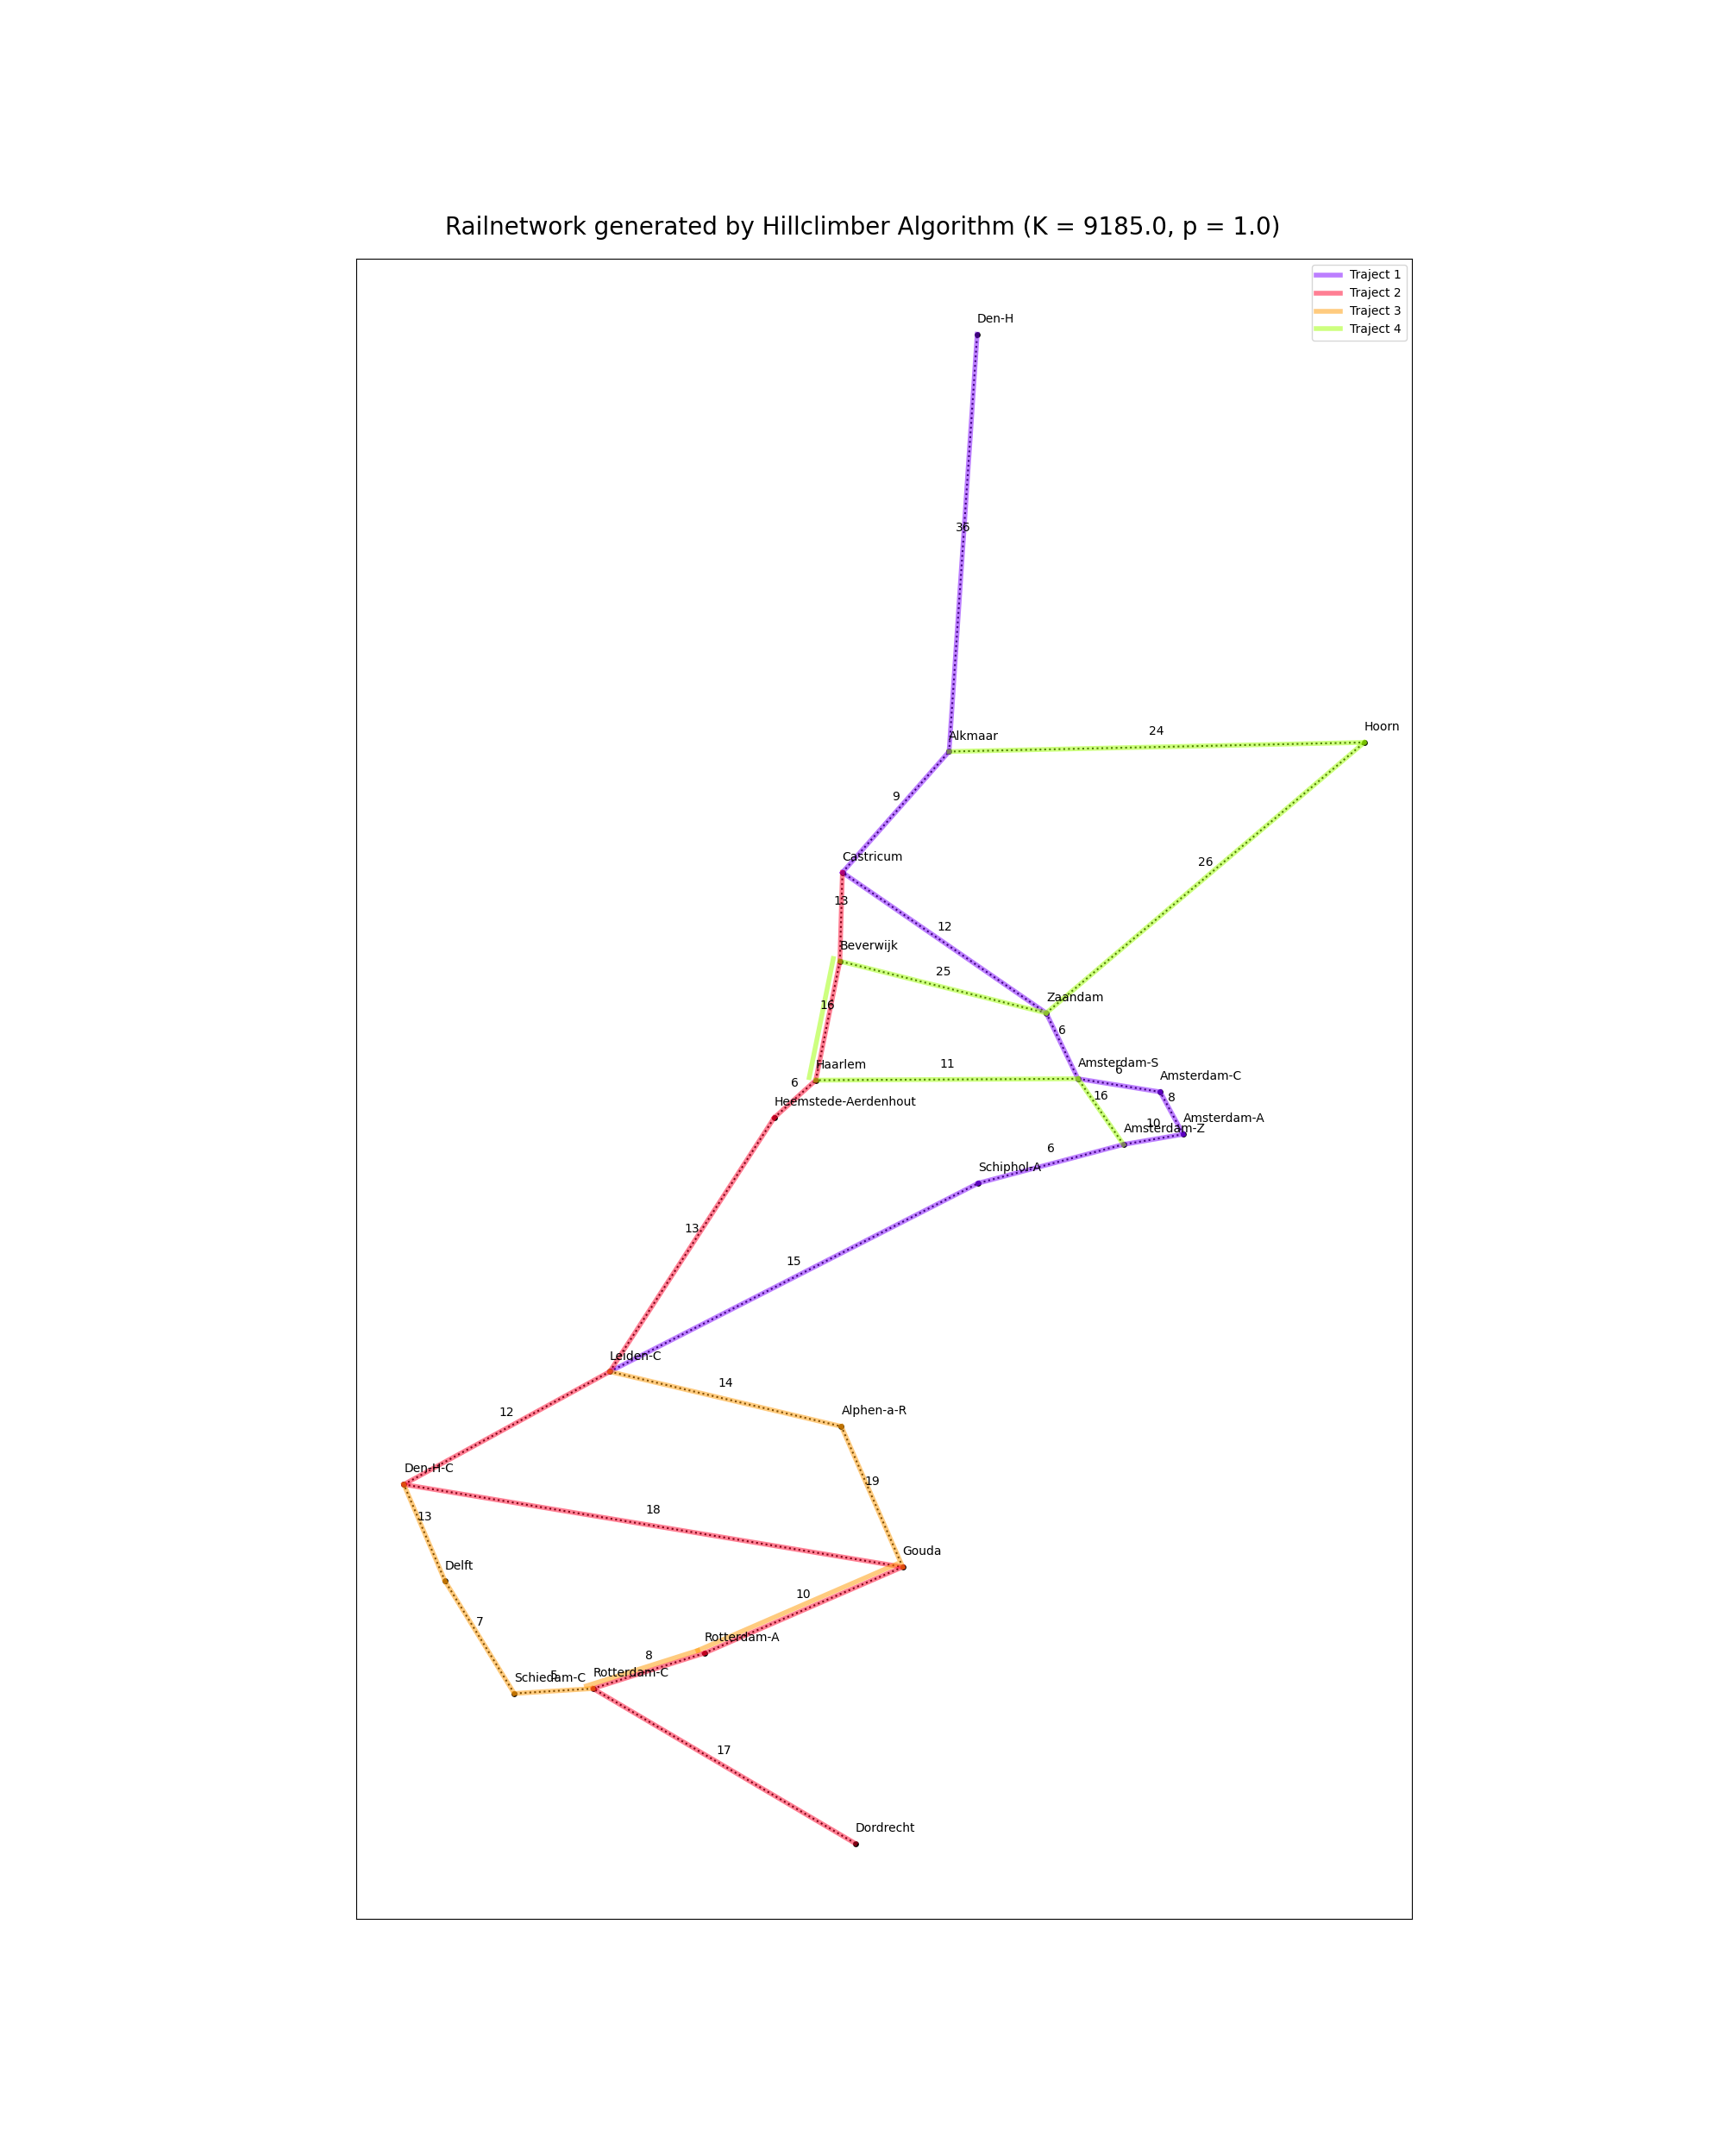 Railnetwork generated by Hillclimber Algorithm (K = 9185.0, p = 1.0)
Traject 1
Traject 2
Traject 3
Traject 4
Den-H
36
Hoorn
24
Alkmaar
9
Castricum
26
13
12
Beverwijk
25
Zaandam
16
6
Amsterdam-S
11
Haarlem
6
Amsterdam-C
6
8
16
Heemstede-Aerdenhout
Amsterdam-A
10
Amsterdam-Z
6
Schiphol-A
13
15
Leiden-C
14
Alphen-a-R
12
Den-H-C
19
18
13
Gouda
Delft
10
7
Rotterdam-A
8
Rotterdam-C
5
Schiedam-C
17
Dordrecht